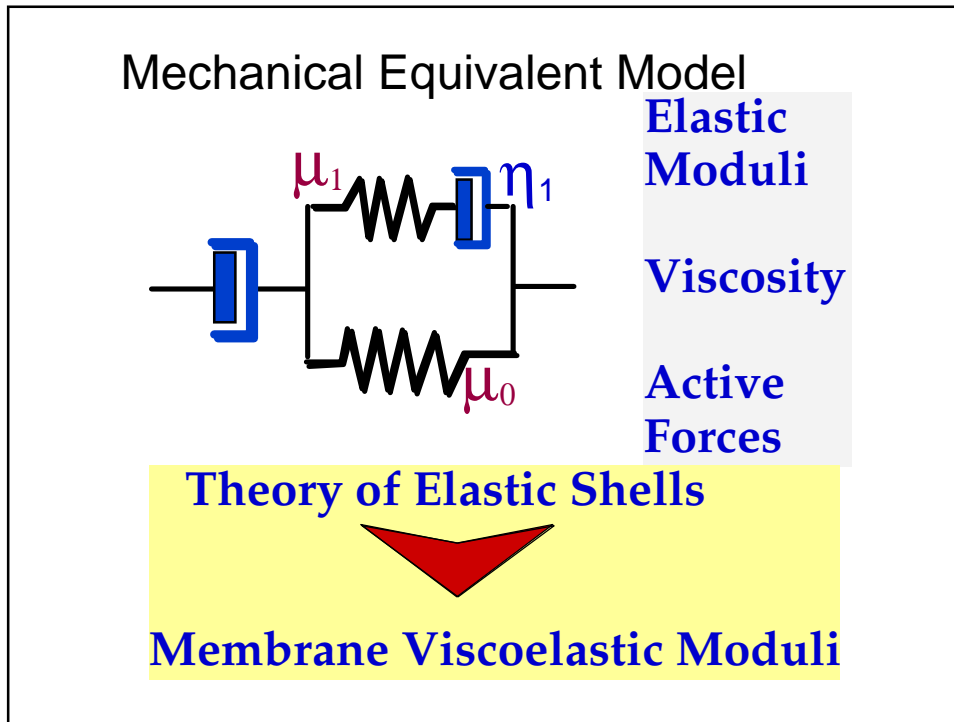 Mechanical Equivalent Model
Elastic
Moduli
μ1
η1
Viscosity
μ0
Active
Forces
Theory of Elastic Shells
Membrane Viscoelastic Moduli